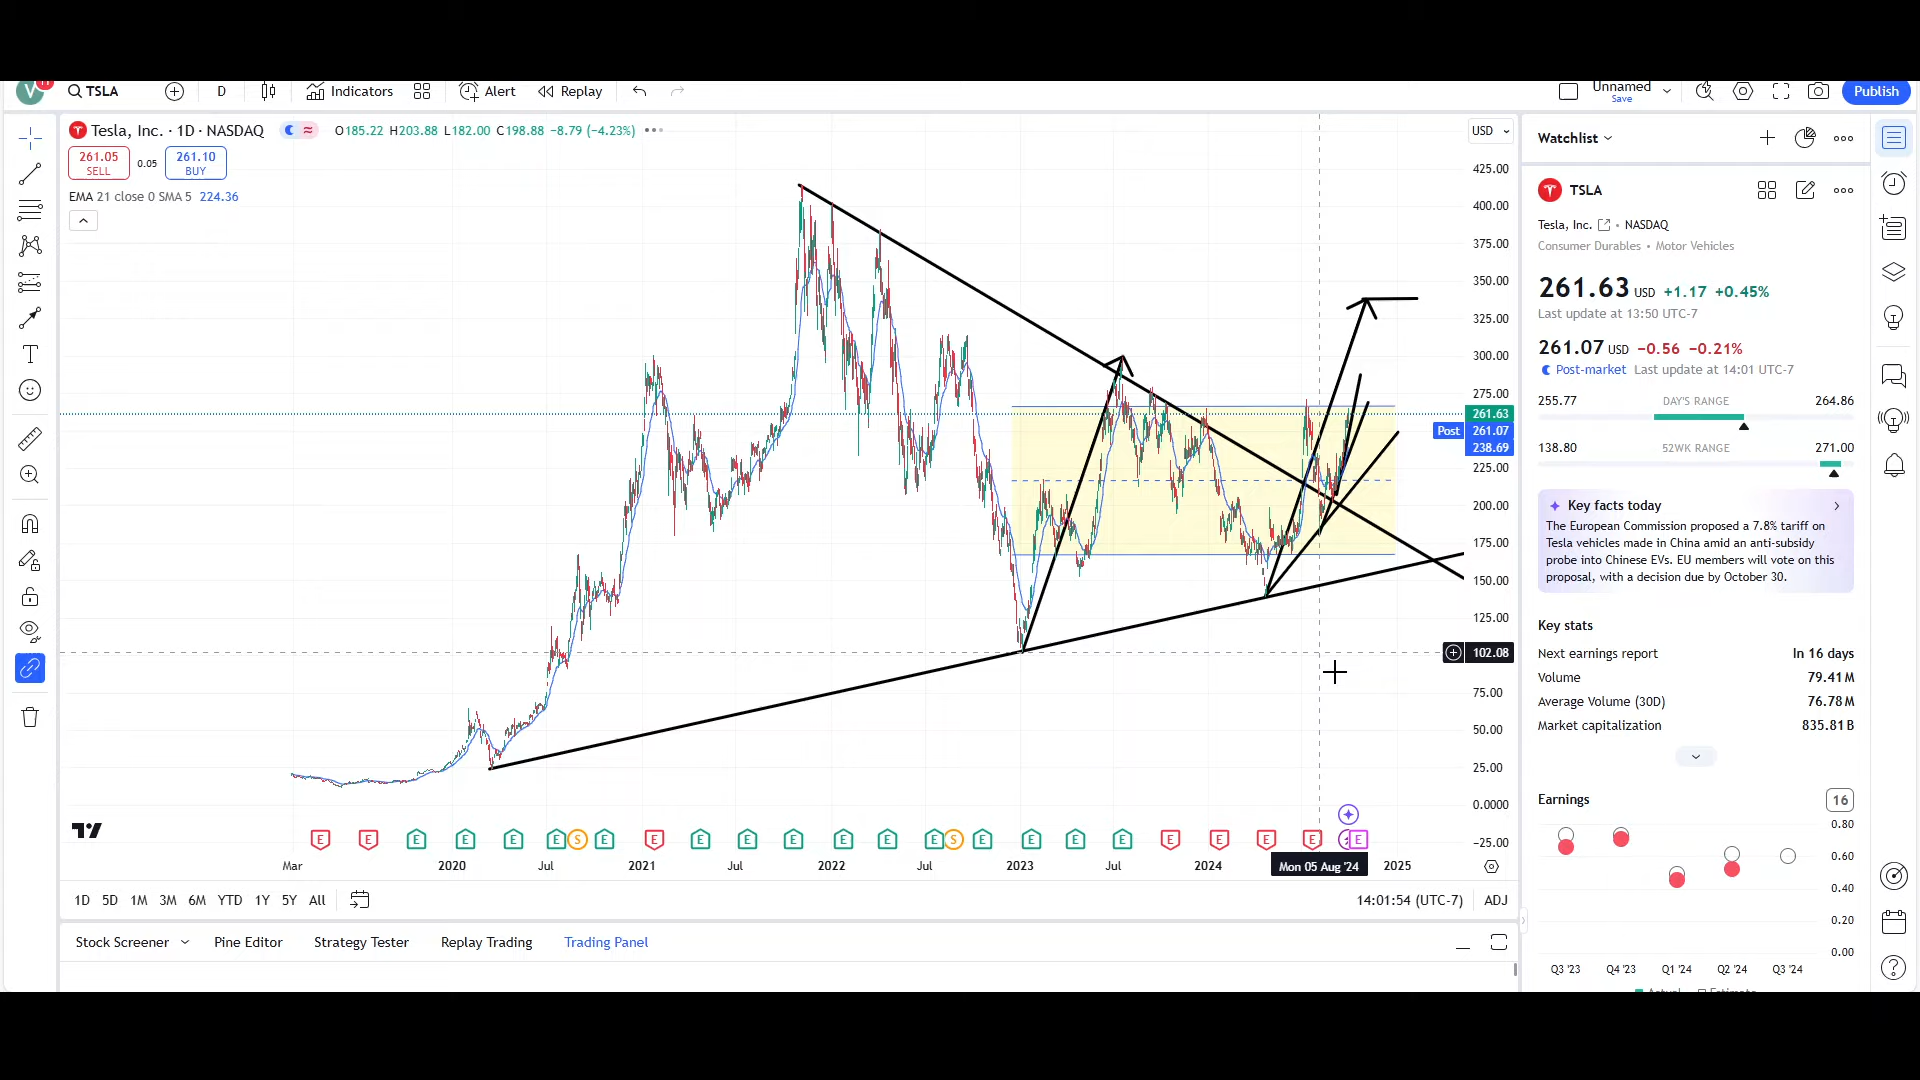 V 11 TSLA D Indicators Alert Replay Unnamed Save Publish
Tesla, Inc. · 1D · NASDAQ O185.22 H203.88 L182.00 C198.88 −8.79 (−4.23%)
261.05 SELL 0.05 261.10 BUY
EMA 21 close 0 SMA 5 224.36
USD
425.00
400.00
375.00
350.00
325.00
300.00
275.00
261.63
Post 261.07
238.69
225.00
200.00
175.00
150.00
125.00
102.08
75.00
50.00
25.00
0.0000
−25.00
E E E E E E S E E E E E E E E S E E E E E E E E E
Mar 2020 Jul 2021 Jul 2022 Jul 2023 Jul 2024 Mon 05 Aug '24 2025
1D 5D 1M 3M 6M YTD 1Y 5Y All 14:01:54 (UTC-7) ADJ
Stock Screener Pine Editor Strategy Tester Replay Trading Trading Panel
Watchlist
TSLA
Tesla, Inc. • NASDAQ
Consumer Durables • Motor Vehicles
261.63 USD +1.17 +0.45%
Last update at 13:50 UTC-7
261.07 USD −0.56 −0.21%
Post-market Last update at 14:01 UTC-7
255.77 DAY'S RANGE 264.86
138.80 52WK RANGE 271.00
Key facts today
The European Commission proposed a 7.8% tariff on
Tesla vehicles made in China amid an anti-subsidy
probe into Chinese EVs. EU members will vote on this
proposal, with a decision due by October 30.
Key stats
Next earnings report In 16 days
Volume 79.41M
Average Volume (30D) 76.78M
Market capitalization 835.81B
Earnings 16
0.80
0.60
0.40
0.20
0.00
Q3 '23 Q4 '23 Q1 '24 Q2 '24 Q3 '24